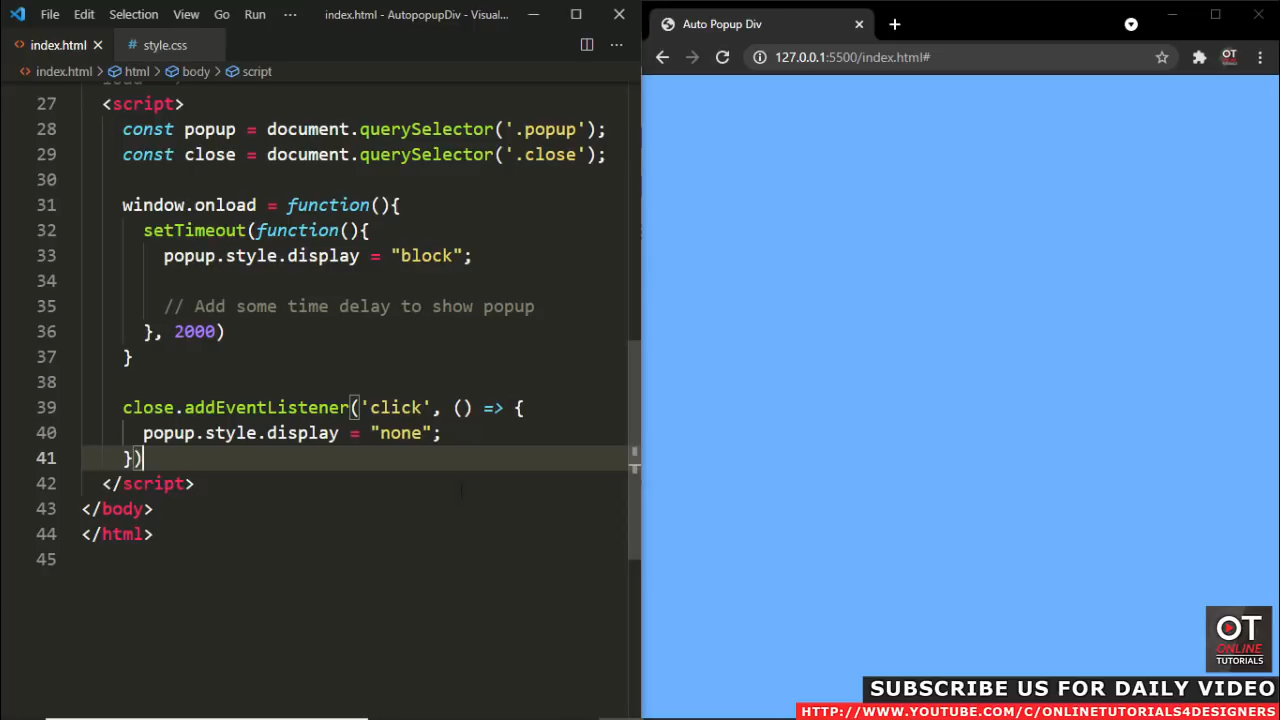 File Edit Selection View Go Run ··· index.html - AutopopupDiv - Visual...
index.html style.css
index.html > html > body > script
27 <script>
28 const popup = document.querySelector('.popup');
29 const close = document.querySelector('.close');
30
31 window.onload = function(){
32 setTimeout(function(){
33 popup.style.display = "block";
34
35 // Add some time delay to show popup
36 }, 2000)
37 }
38
39 close.addEventListener('click', () => {
40 popup.style.display = "none";
41 })
42 </script>
43 </body>
44 </html>
45
Auto Popup Div
127.0.0.1:5500/index.html#
OT
ONLINE
TUTORIALS
SUBSCRIBE US FOR DAILY VIDEO
HTTP://WWW.YOUTUBE.COM/C/ONLINETUTORIALS4DESIGNERS